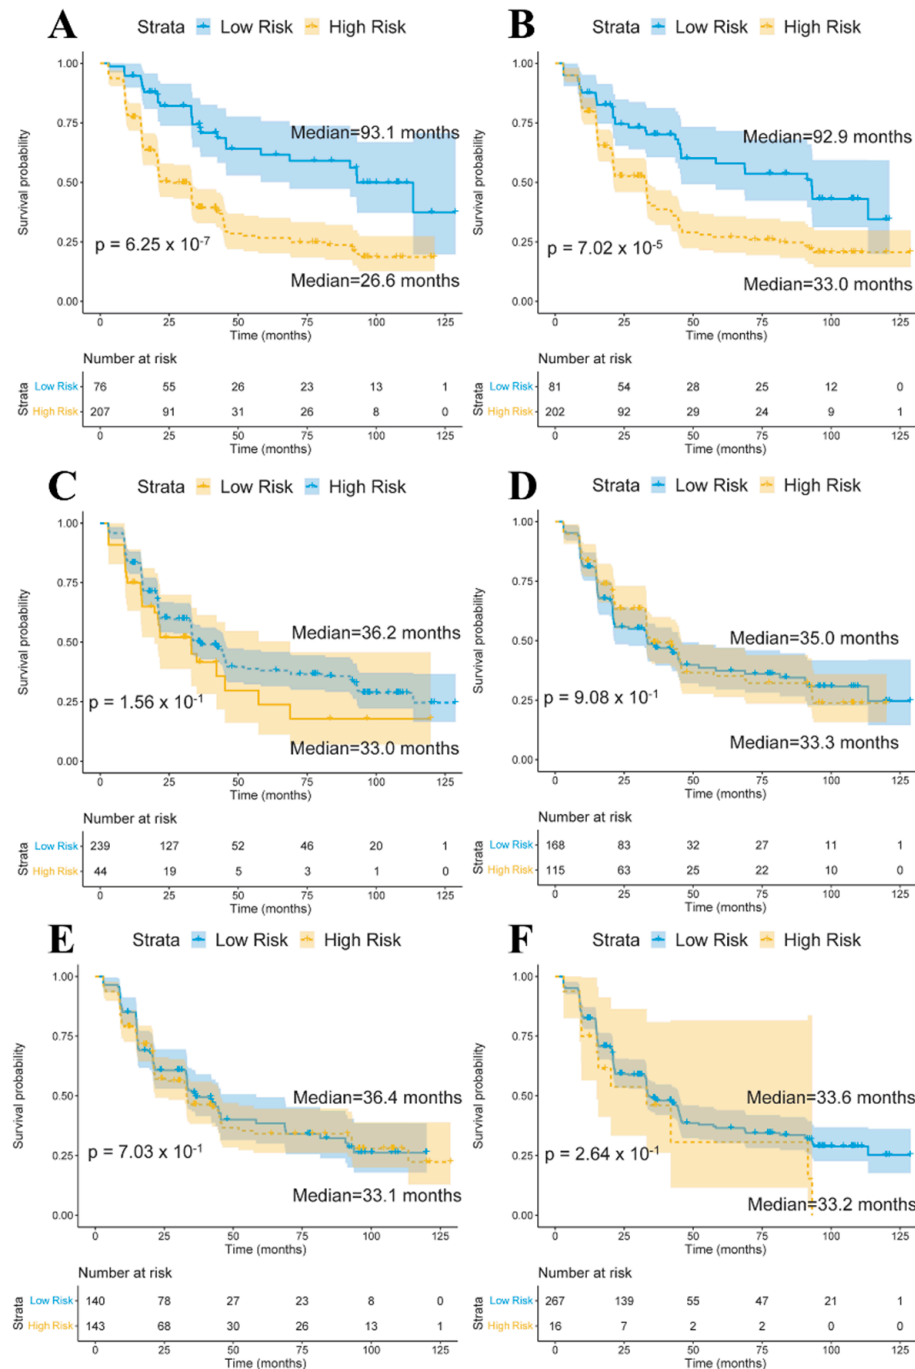 A
Strata Low Risk High Risk
1.00
0.75
0.50
0.25
0.00
Survival probability
Median=93.1 months
p = 6.25 x 10-7
Median=26.6 months
0 25 50 75 100 125
Time (months)
Number at risk
Strata
Low Risk 76 55 26 23 13 1
High Risk 207 91 31 26 8 0
0 25 50 75 100 125
Time (months)
B
Strata Low Risk High Risk
1.00
0.75
0.50
0.25
0.00
Survival probability
Median=92.9 months
p = 7.02 x 10-5
Median=33.0 months
0 25 50 75 100 125
Time (months)
Number at risk
Strata
Low Risk 81 54 28 25 12 0
High Risk 202 92 29 24 9 1
0 25 50 75 100 125
Time (months)
C
Strata Low Risk High Risk
1.00
0.75
0.50
0.25
0.00
Survival probability
Median=36.2 months
p = 1.56 x 10-1
Median=33.0 months
0 25 50 75 100 125
Time (months)
Number at risk
Strata
Low Risk 239 127 52 46 20 1
High Risk 44 19 5 3 1 0
0 25 50 75 100 125
Time (months)
D
Strata Low Risk High Risk
1.00
0.75
0.50
0.25
0.00
Survival probability
Median=35.0 months
p = 9.08 x 10-1
Median=33.3 months
0 25 50 75 100 125
Time (months)
Number at risk
Strata
Low Risk 168 83 32 27 11 1
High Risk 115 63 25 22 10 0
0 25 50 75 100 125
Time (months)
E
Strata Low Risk High Risk
1.00
0.75
0.50
0.25
0.00
Survival probability
Median=36.4 months
p = 7.03 x 10-1
Median=33.1 months
0 25 50 75 100 125
Time (months)
Number at risk
Strata
Low Risk 140 78 27 23 8 0
High Risk 143 68 30 26 13 1
0 25 50 75 100 125
Time (months)
F
Strata Low Risk High Risk
1.00
0.75
0.50
0.25
0.00
Survival probability
Median=33.6 months
p = 2.64 x 10-1
Median=33.2 months
0 25 50 75 100 125
Time (months)
Number at risk
Strata
Low Risk 267 139 55 47 21 1
High Risk 16 7 2 2 0 0
0 25 50 75 100 125
Time (months)